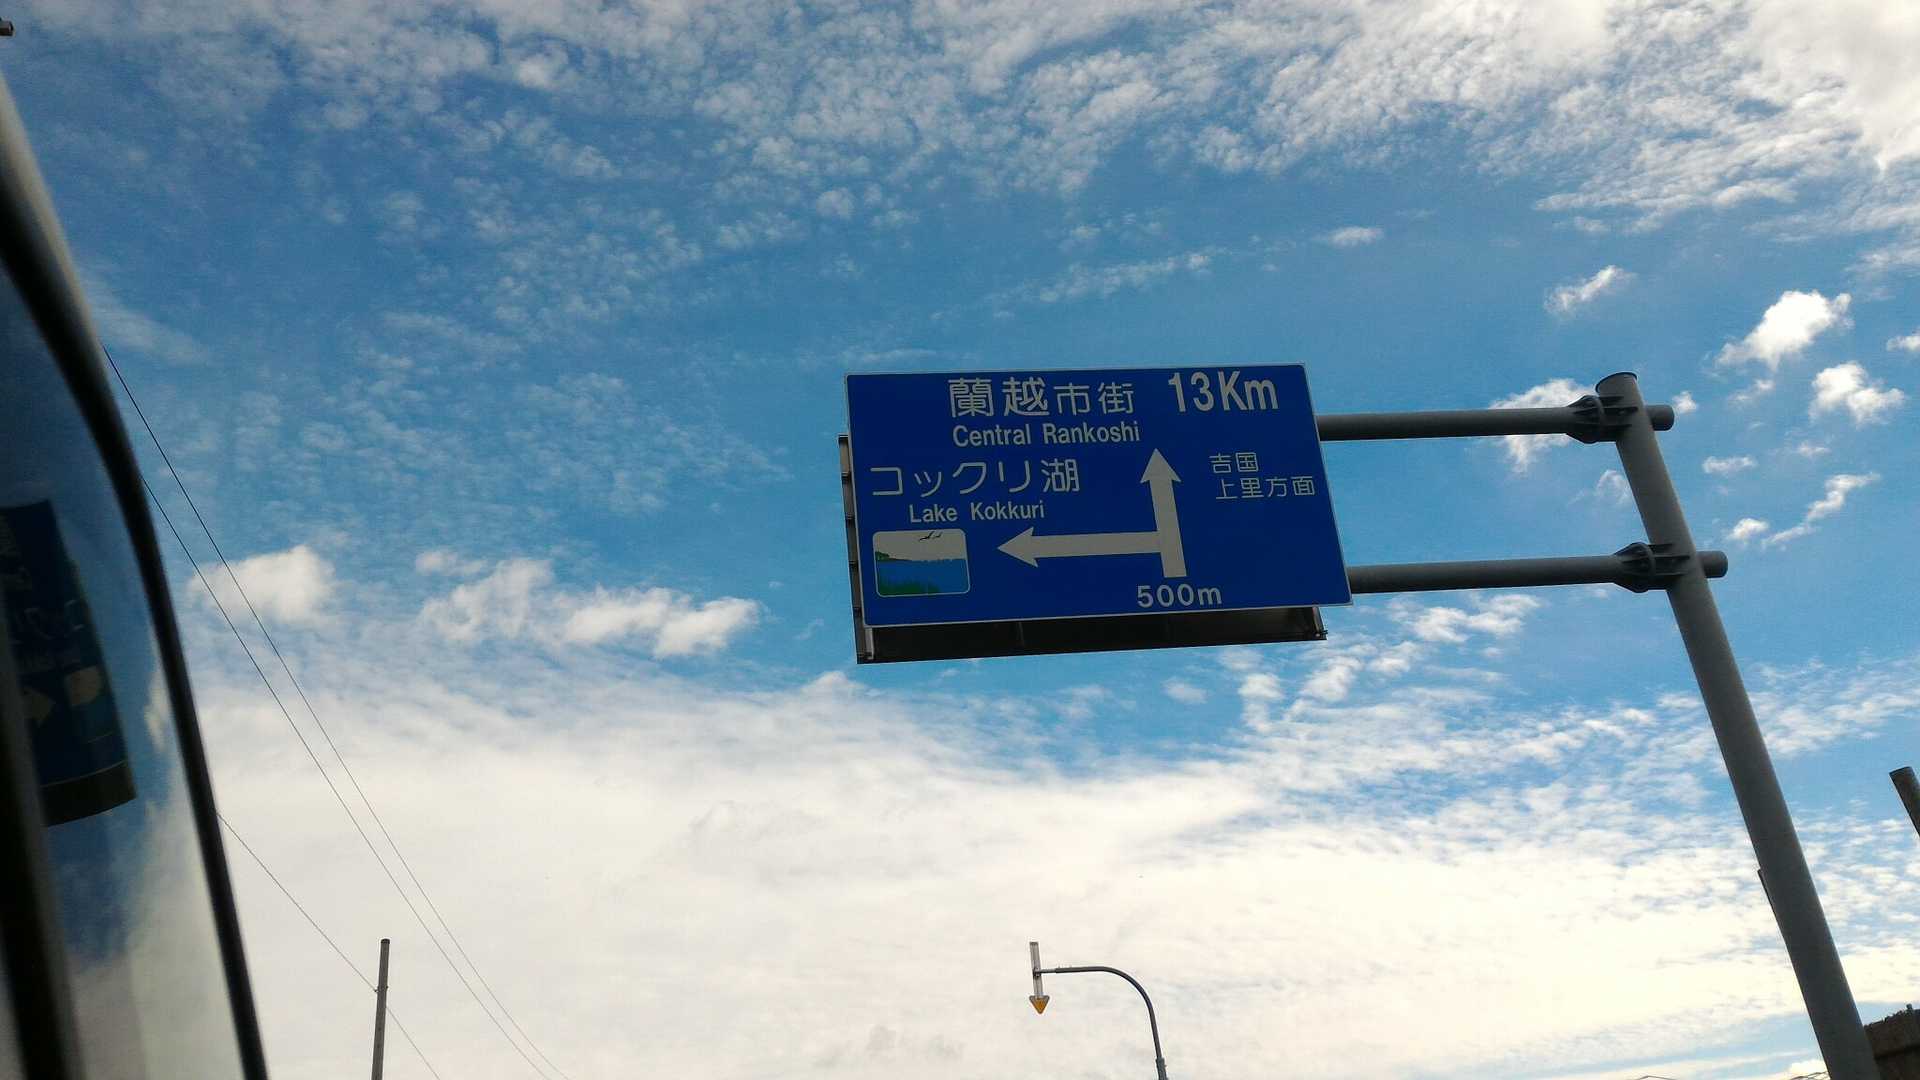 蘭越市街 13Km
Central Rankoshi
コックリ湖
Lake Kokkuri
吉国
上里方面
500m